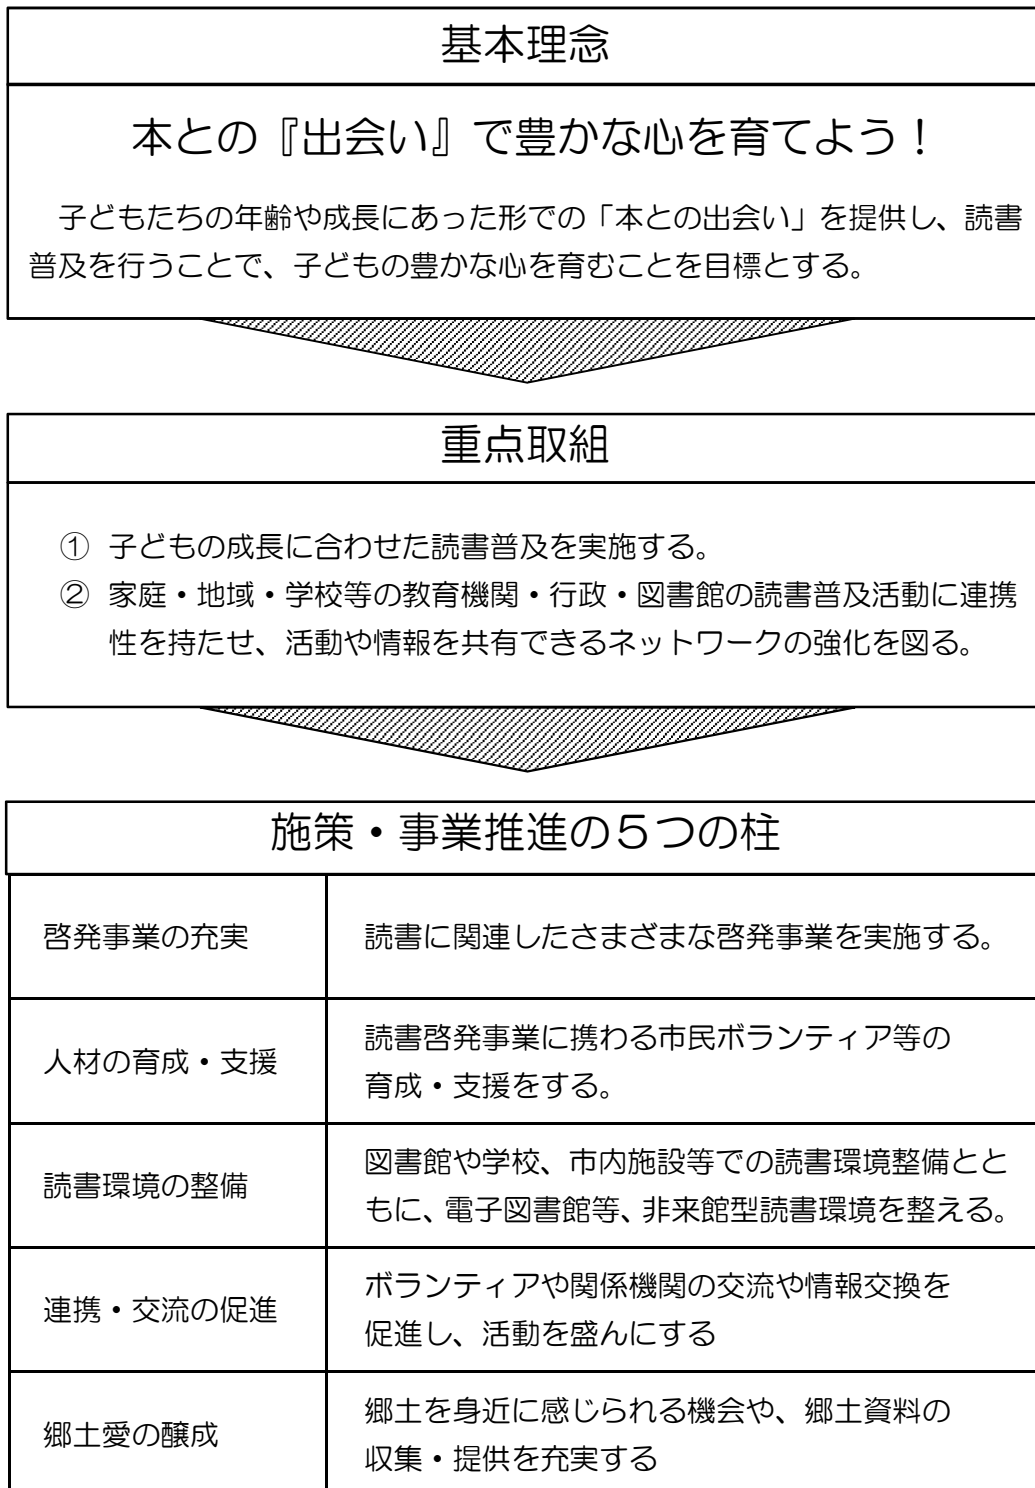 基本理念
本との『出会い』で豊かな心を育てよう！
子どもたちの年齢や成長にあった形での「本との出会い」を提供し、読書
普及を行うことで、子どもの豊かな心を育むことを目標とする。
重点取組
① 子どもの成長に合わせた読書普及を実施する。
② 家庭・地域・学校等の教育機関・行政・図書館の読書普及活動に連携
性を持たせ、活動や情報を共有できるネットワークの強化を図る。
施策・事業推進の５つの柱
啓発事業の充実
読書に関連したさまざまな啓発事業を実施する。
人材の育成・支援
読書啓発事業に携わる市民ボランティア等の
育成・支援をする。
読書環境の整備
図書館や学校、市内施設等での読書環境整備とと
もに、電子図書館等、非来館型読書環境を整える。
連携・交流の促進
ボランティアや関係機関の交流や情報交換を
促進し、活動を盛んにする
郷土愛の醸成
郷土を身近に感じられる機会や、郷土資料の
収集・提供を充実する